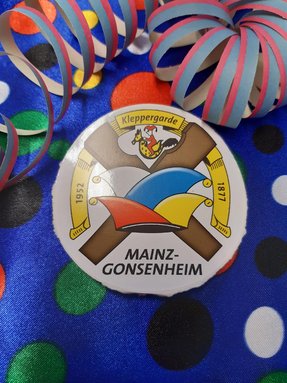 Kleppergarde
1952
1877
MAINZ-
GONSENHEIM